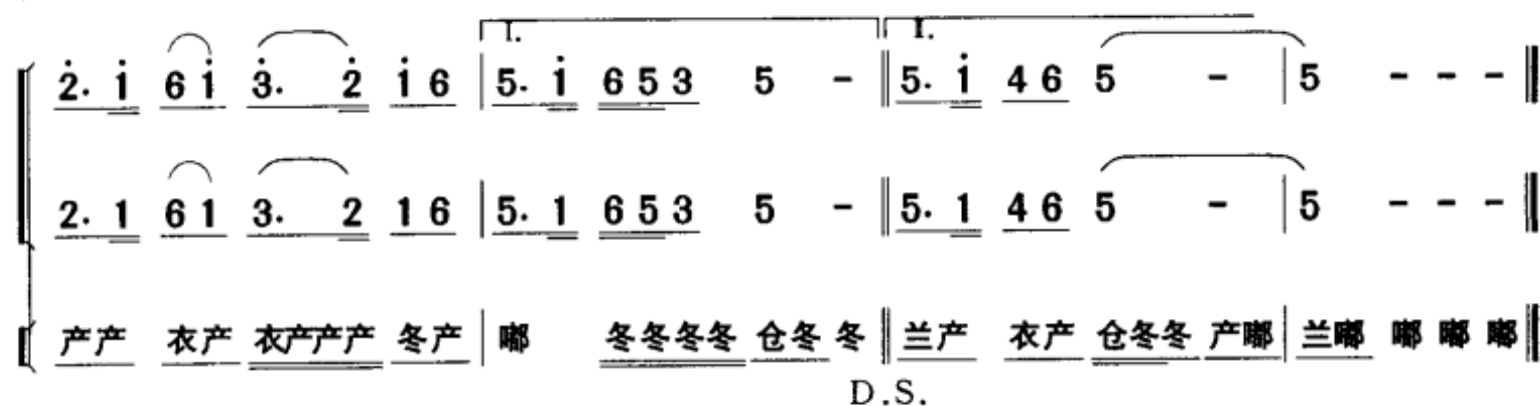 I. I.
2̇. 1̇ 6 1̇ 3̇. 2̇ 1̇ 6 | 5. 1̇ 6 5 3 5 - ‖ 5. 1̇ 4 6 5 - | 5 - - - ‖
2. 1 6 1 3. 2 1 6 | 5. 1 6 5 3 5 - ‖ 5. 1 4 6 5 - | 5 - - - ‖
产产 衣产 衣产产产 冬产 | 嘟 冬冬冬冬 仓冬 冬 ‖ 兰产 衣产 仓冬冬 产嘟 | 兰嘟 嘟 嘟 嘟 ‖
D.S.